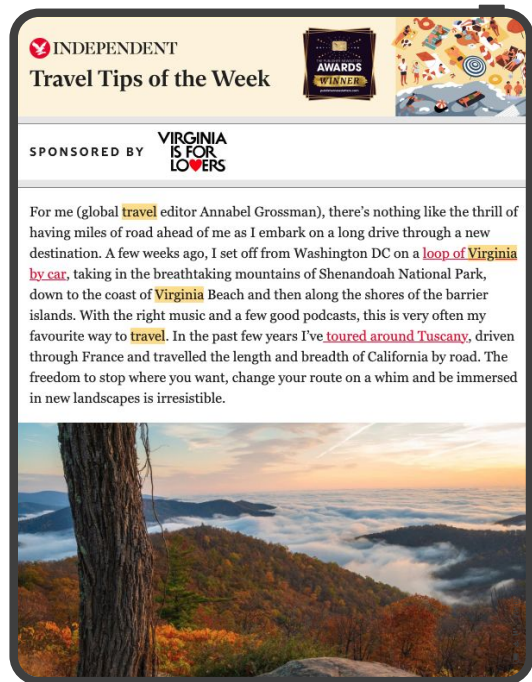 INDEPENDENT
Travel Tips of the Week
AWARDS
WINNER
SPONSORED BY
VIRGINIA
IS FOR
LOVERS
For me (global travel editor Annabel Grossman), there’s nothing like the thrill of
having miles of road ahead of me as I embark on a long drive through a new
destination. A few weeks ago, I set off from Washington DC on a loop of Virginia
by car, taking in the breathtaking mountains of Shenandoah National Park,
down to the coast of Virginia Beach and then along the shores of the barrier
islands. With the right music and a few good podcasts, this is very often my
favourite way to travel. In the past few years I’ve toured around Tuscany, driven
through France and travelled the length and breadth of California by road. The
freedom to stop where you want, change your route on a whim and be immersed
in new landscapes is irresistible.